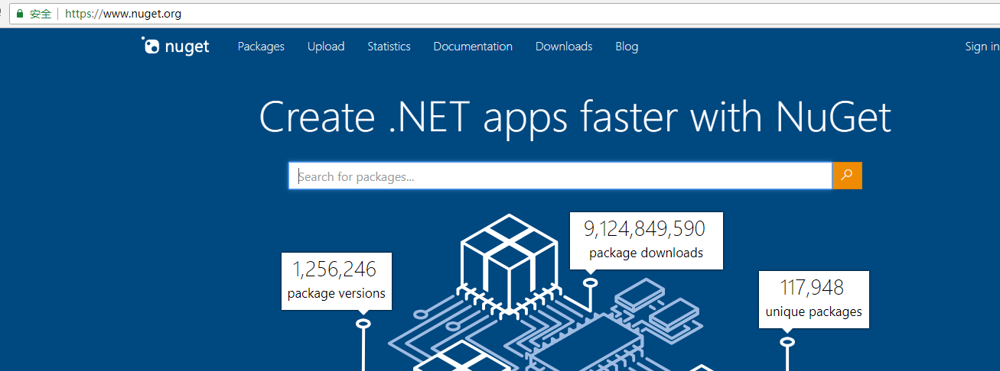 安全 https://www.nuget.org
nuget Packages Upload Statistics Documentation Downloads Blog Sign in
Create .NET apps faster with NuGet
Search for packages...
9,124,849,590
package downloads
1,256,246
package versions
117,948
unique packages